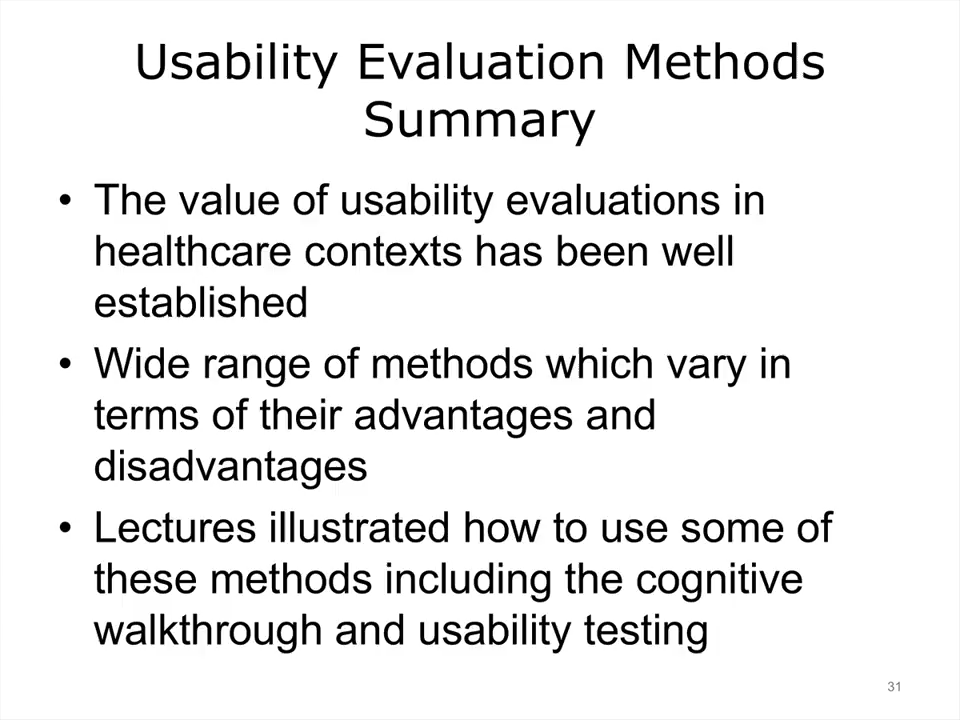 Usability Evaluation Methods
Summary
• The value of usability evaluations in
healthcare contexts has been well
established
• Wide range of methods which vary in
terms of their advantages and
disadvantages
• Lectures illustrated how to use some of
these methods including the cognitive
walkthrough and usability testing
31